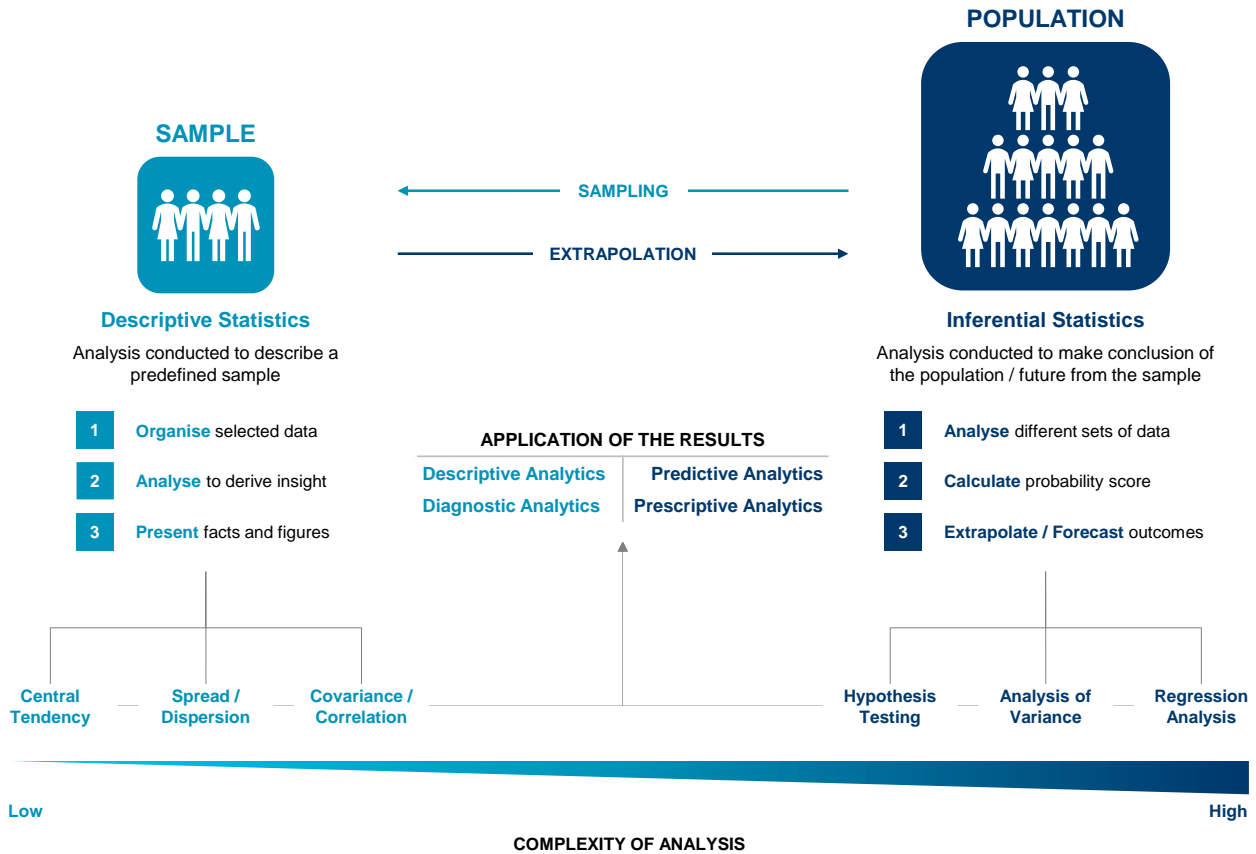 POPULATION
SAMPLE
SAMPLING
EXTRAPOLATION
Descriptive Statistics
Analysis conducted to describe a
predefined sample
1 Organise selected data
2 Analyse to derive insight
3 Present facts and figures
Inferential Statistics
Analysis conducted to make conclusion of
the population / future from the sample
1 Analyse different sets of data
2 Calculate probability score
3 Extrapolate / Forecast outcomes
APPLICATION OF THE RESULTS
Descriptive Analytics
Predictive Analytics
Diagnostic Analytics
Prescriptive Analytics
Central
Tendency
Spread /
Dispersion
Covariance /
Correlation
Hypothesis
Testing
Analysis of
Variance
Regression
Analysis
Low
High
COMPLEXITY OF ANALYSIS